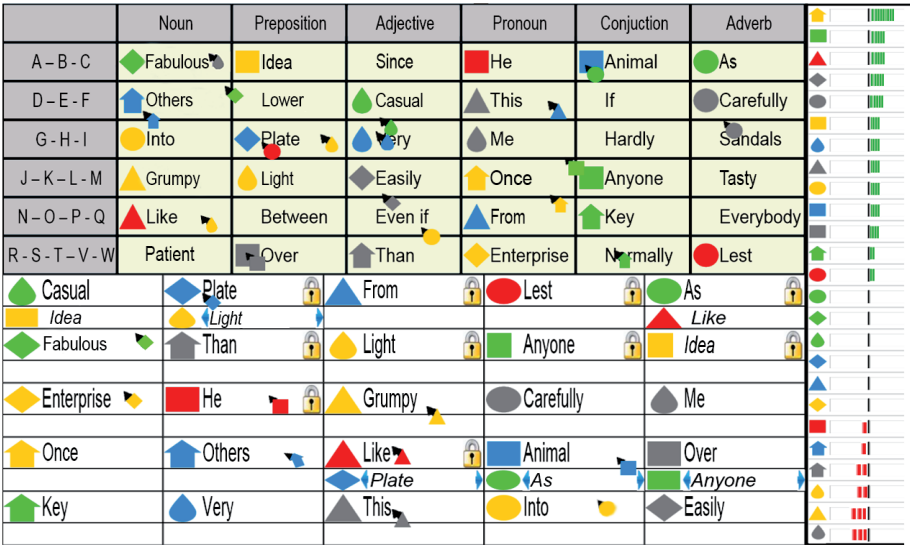 Noun Preposition Adjective Pronoun Conjuction Adverb
A – B - C Fabulous Idea Since He Animal As
D – E - F Others Lower Casual This If Carefully
G - H - I Into Plate Very Me Hardly Sandals
J – K – L - M Grumpy Light Easily Once Anyone Tasty
N – O – P - Q Like Between Even if From Key Everybody
R - S - T – V - W Patient Over Than Enterprise Normally Lest
Casual Plate From Lest As
Idea Light Like
Fabulous Than Light Anyone Idea
Enterprise He Grumpy Carefully Me
Once Others Like Animal Over
Plate As Anyone
Key Very This Into Easily